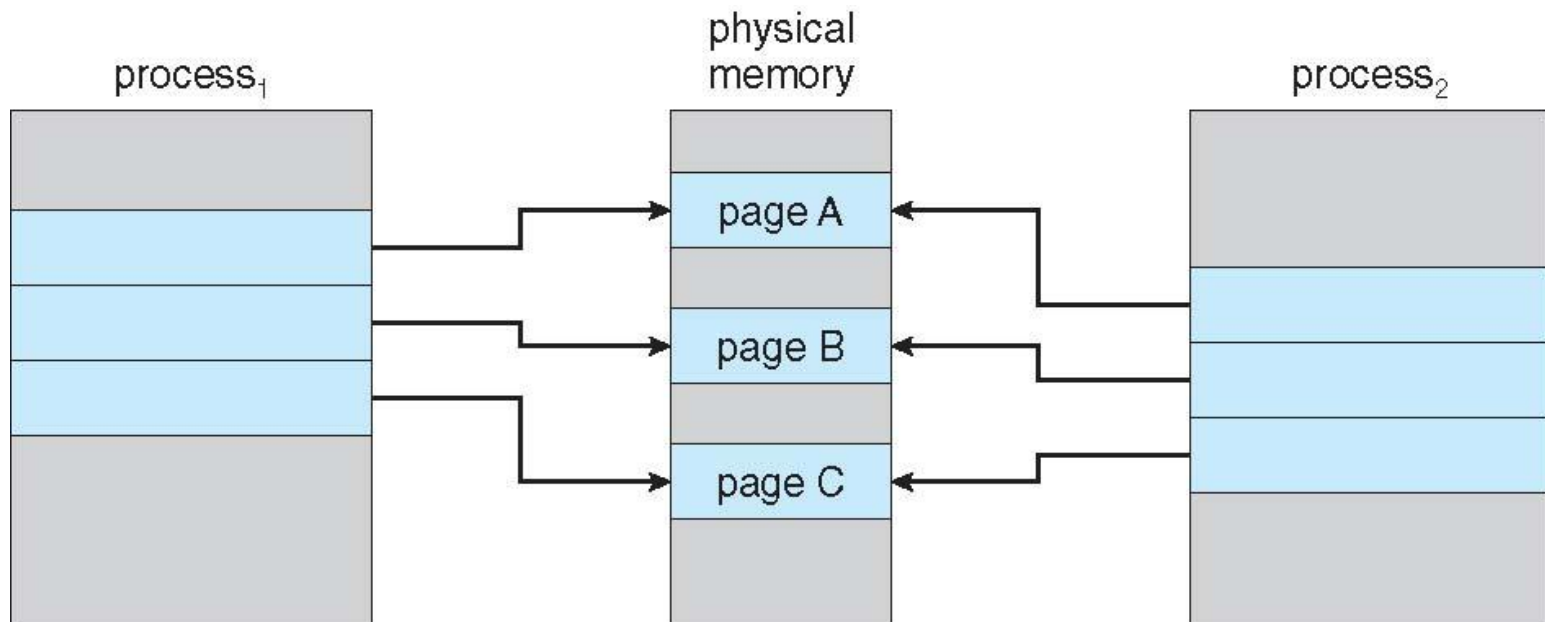 physical
memory
process₁
process₂
page A
page B
page C